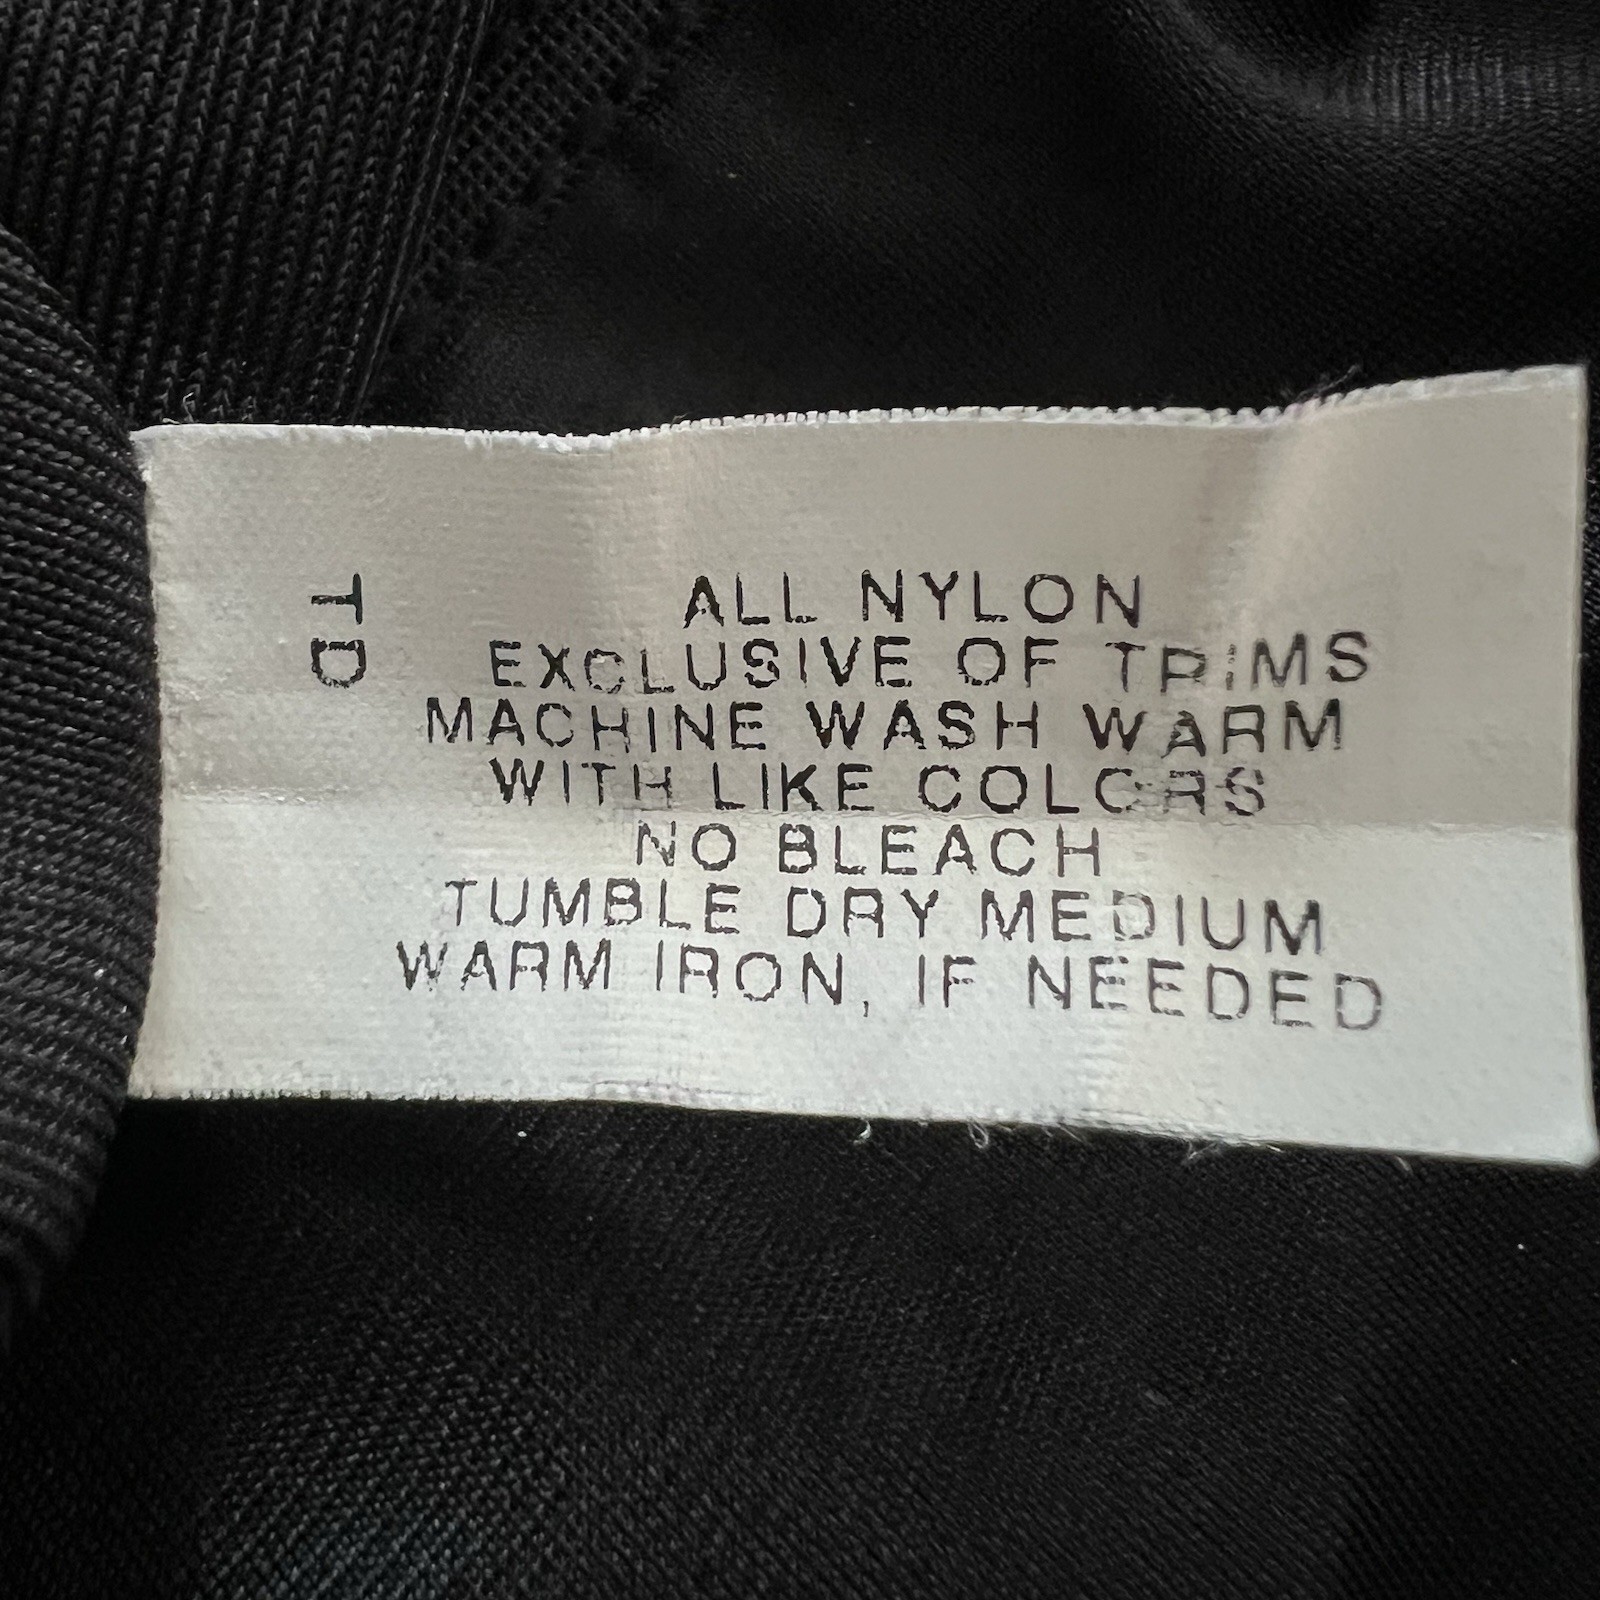 TD
ALL NYLON
EXCLUSIVE OF TRIMS
MACHINE WASH WARM
WITH LIKE COLORS
NO BLEACH
TUMBLE DRY MEDIUM
WARM IRON, IF NEEDED